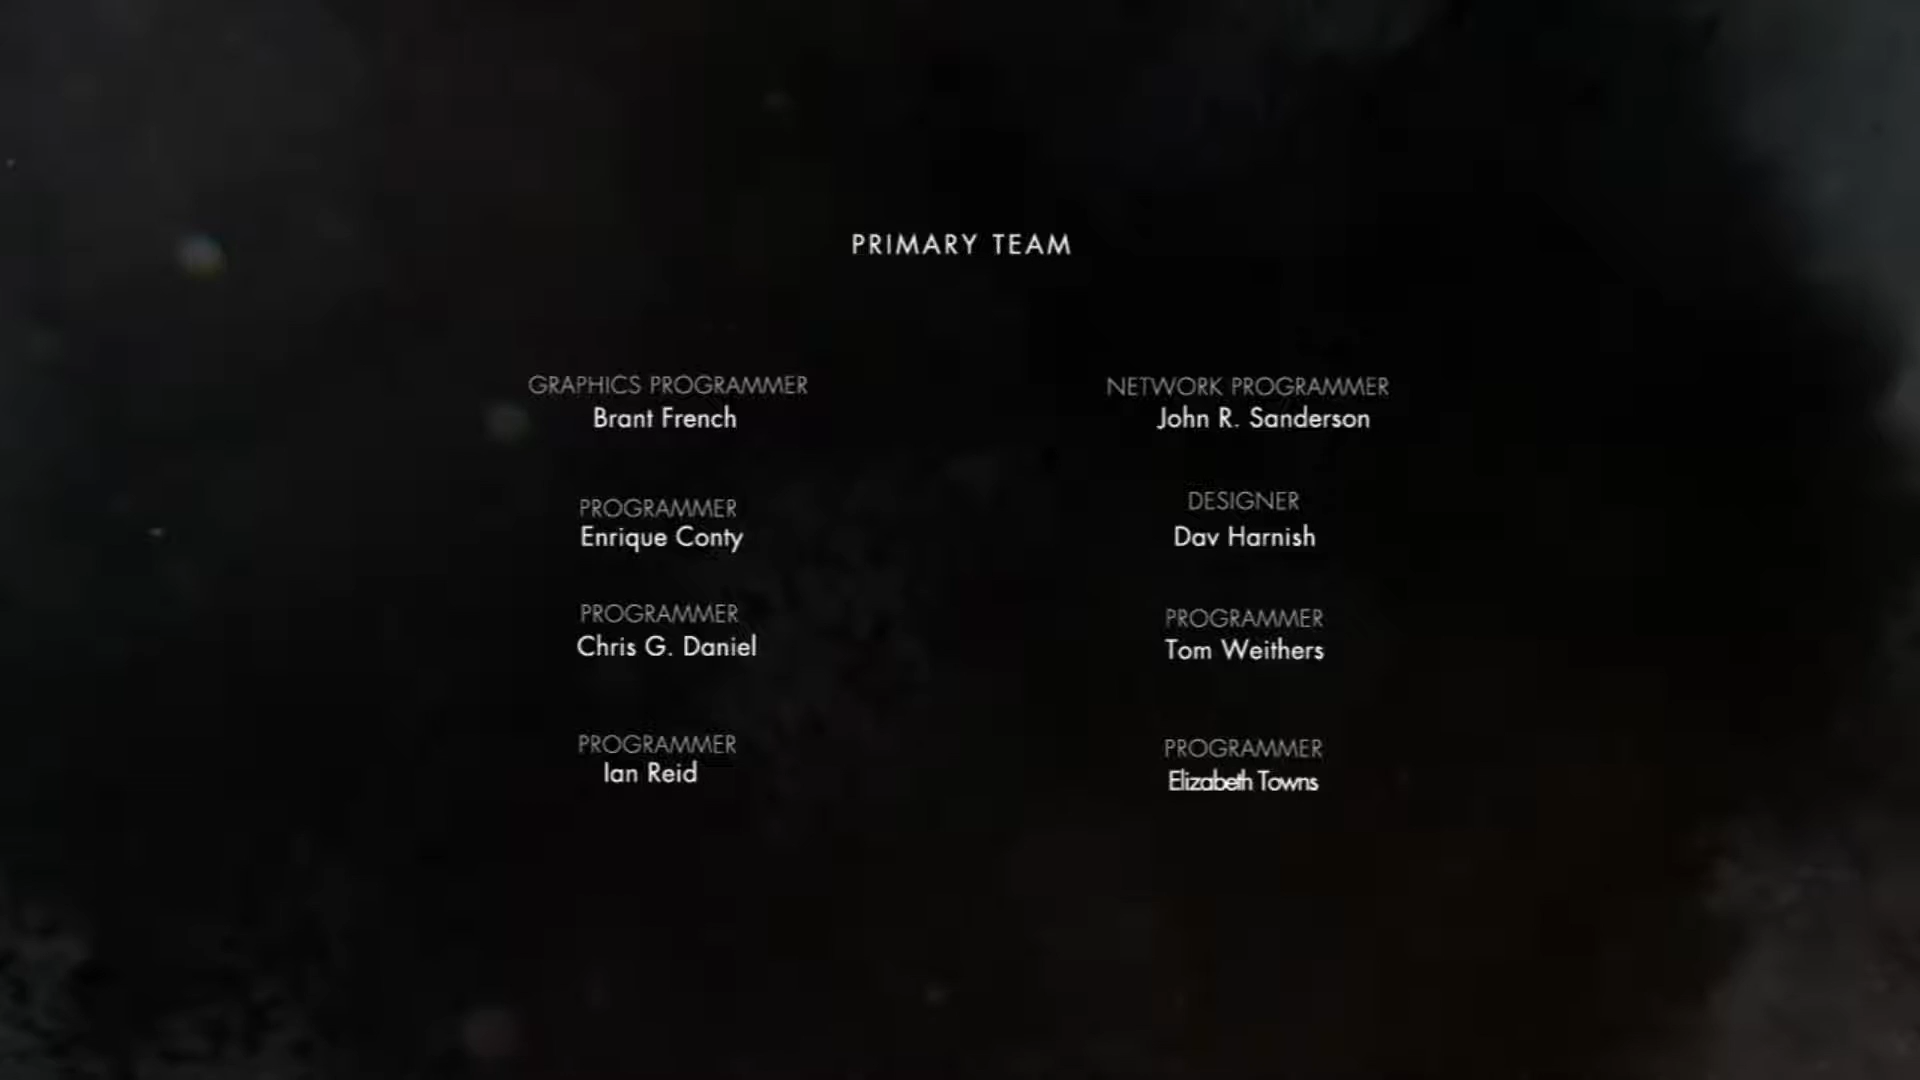 PRIMARY TEAM
GRAPHICS PROGRAMMER
Brant French
NETWORK PROGRAMMER
John R. Sanderson
PROGRAMMER
Enrique Conty
DESIGNER
Dav Harnish
PROGRAMMER
Chris G. Daniel
PROGRAMMER
Tom Weithers
PROGRAMMER
Ian Reid
PROGRAMMER
Elizabeth Towns